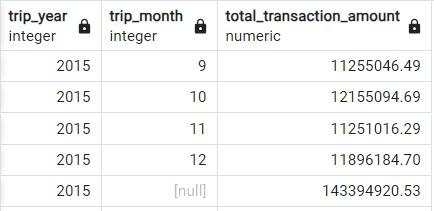 trip_year trip_month total_transaction_amount
integer integer numeric
2015 9 11255046.49
2015 10 12155094.69
2015 11 11251016.29
2015 12 11896184.70
2015 [null] 143394920.53